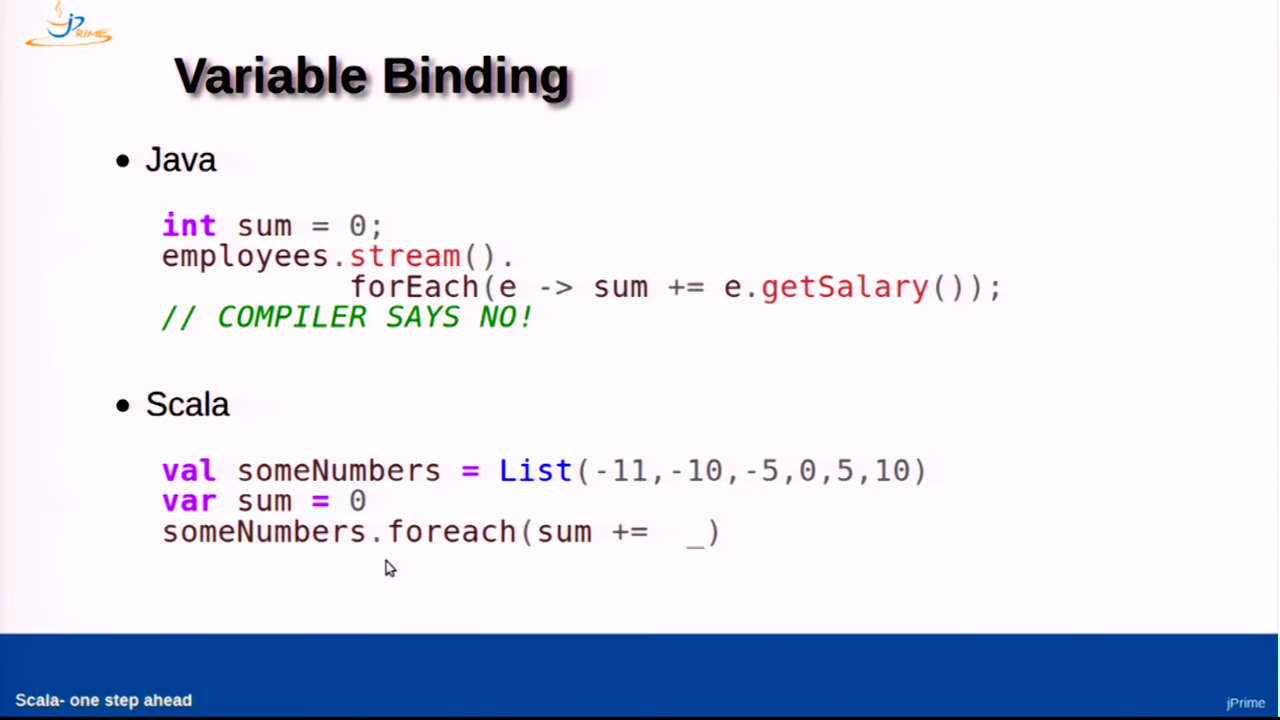 jPRIME
Variable Binding
• Java
int sum = 0;
employees.stream().
forEach(e -> sum += e.getSalary());
// COMPILER SAYS NO!
• Scala
val someNumbers = List(-11,-10,-5,0,5,10)
var sum = 0
someNumbers.foreach(sum += _)
Scala- one step ahead
jPrime